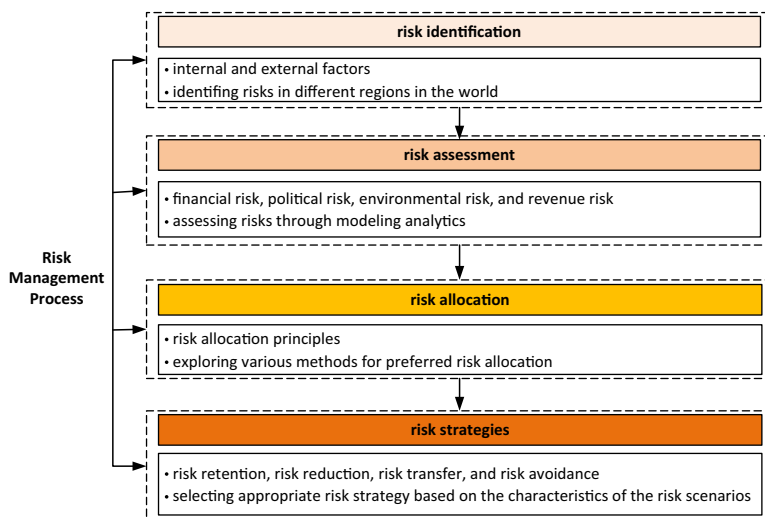 risk identification
• internal and external factors
• identifing risks in different regions in the world
risk assessment
• financial risk, political risk, environmental risk, and revenue risk
• assessing risks through modeling analytics
Risk
Management
Process
risk allocation
• risk allocation principles
• exploring various methods for preferred risk allocation
risk strategies
• risk retention, risk reduction, risk transfer, and risk avoidance
• selecting appropriate risk strategy based on the characteristics of the risk scenarios